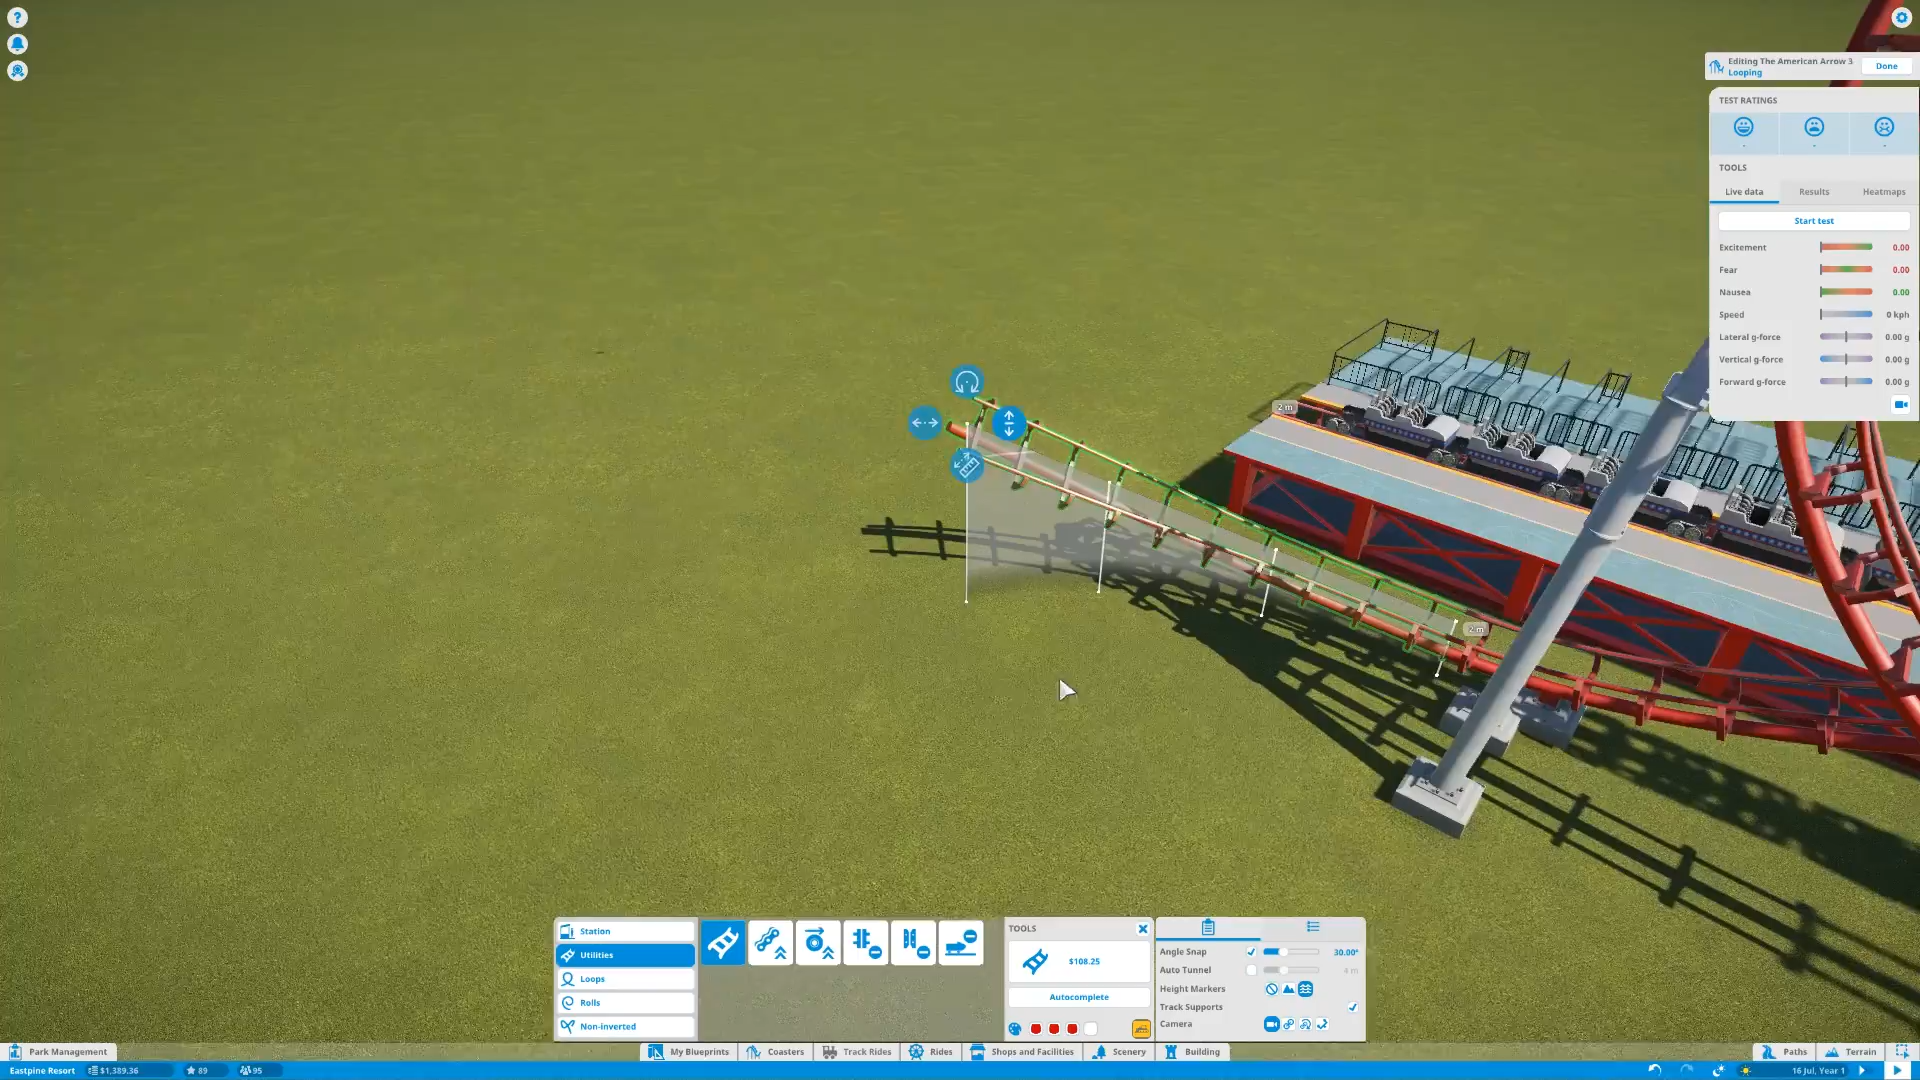 ?
Editing The American Arrow 3
Looping
Done
TEST RATINGS
-
-
-
TOOLS
Live data
Results
Heatmaps
Start test
Excitement
0.00
Fear
0.00
Nausea
0.00
Speed
0 kph
Lateral g-force
0.00 g
Vertical g-force
0.00 g
Forward g-force
0.00 g
2 m
2 m
Station
Utilities
Loops
Rolls
Non-inverted
TOOLS
$108.25
Autocomplete
Angle Snap
30.00°
Auto Tunnel
4 m
Height Markers
Track Supports
Camera
Park Management
My Blueprints
Coasters
Track Rides
Rides
Shops and Facilities
Scenery
Building
Paths
Terrain
Eastpine Resort
$1,389.36
89
95
16 Jul, Year 1